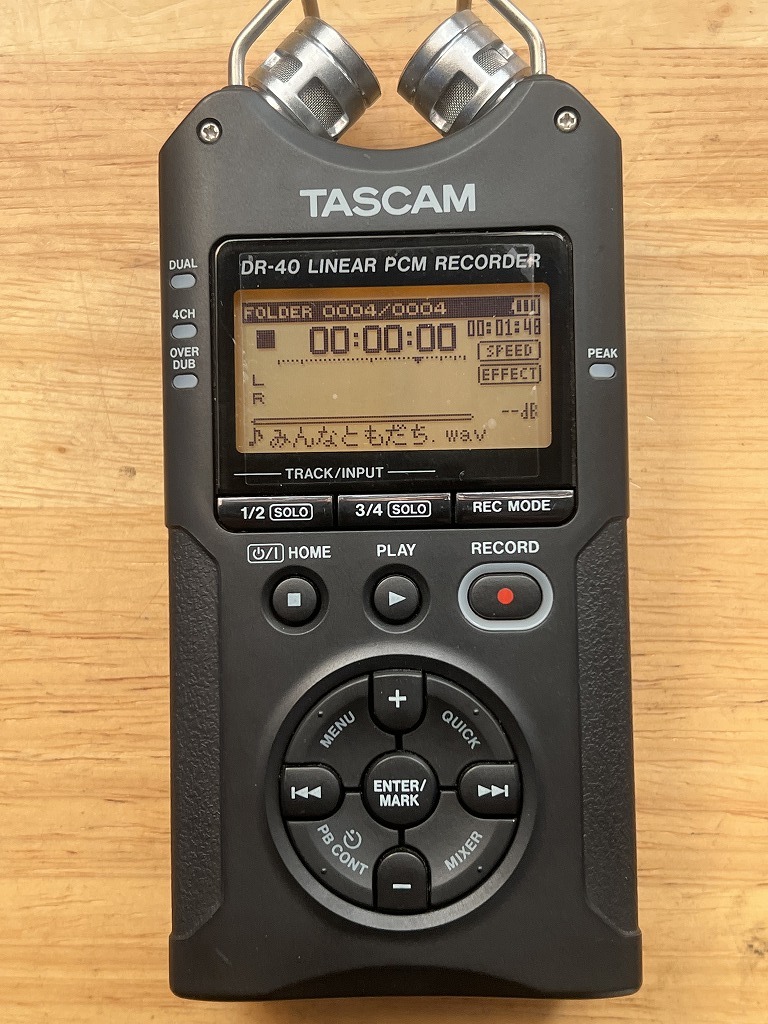 TASCAM
DR-40 LINEAR PCM RECORDER
DUAL
4CH
OVER
DUB
PEAK
FOLDER 0004/0004
00:00:00 00:01:48
SPEED
EFFECT
L
R
--dB
♪みんなともだち.wav
TRACK/INPUT
1/2 SOLO 3/4 SOLO REC MODE
⏻/I HOME PLAY RECORD
+
MENU QUICK
ENTER/
MARK
PB CONT MIXER
−